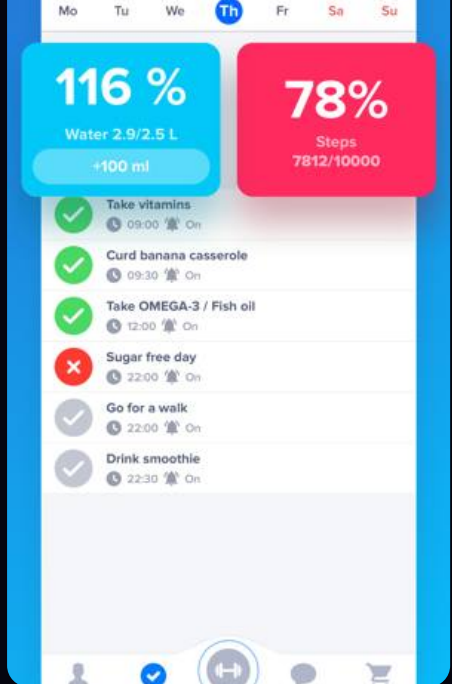 Mo Tu We Th Fr Sa Su
116 %
Water 2.9/2.5 L
+100 ml
78%
Steps
7812/10000
Take vitamins
09:00 On
Curd banana casserole
09:30 On
Take OMEGA-3 / Fish oil
12:00 On
Sugar free day
22:00 On
Go for a walk
22:00 On
Drink smoothie
22:30 On